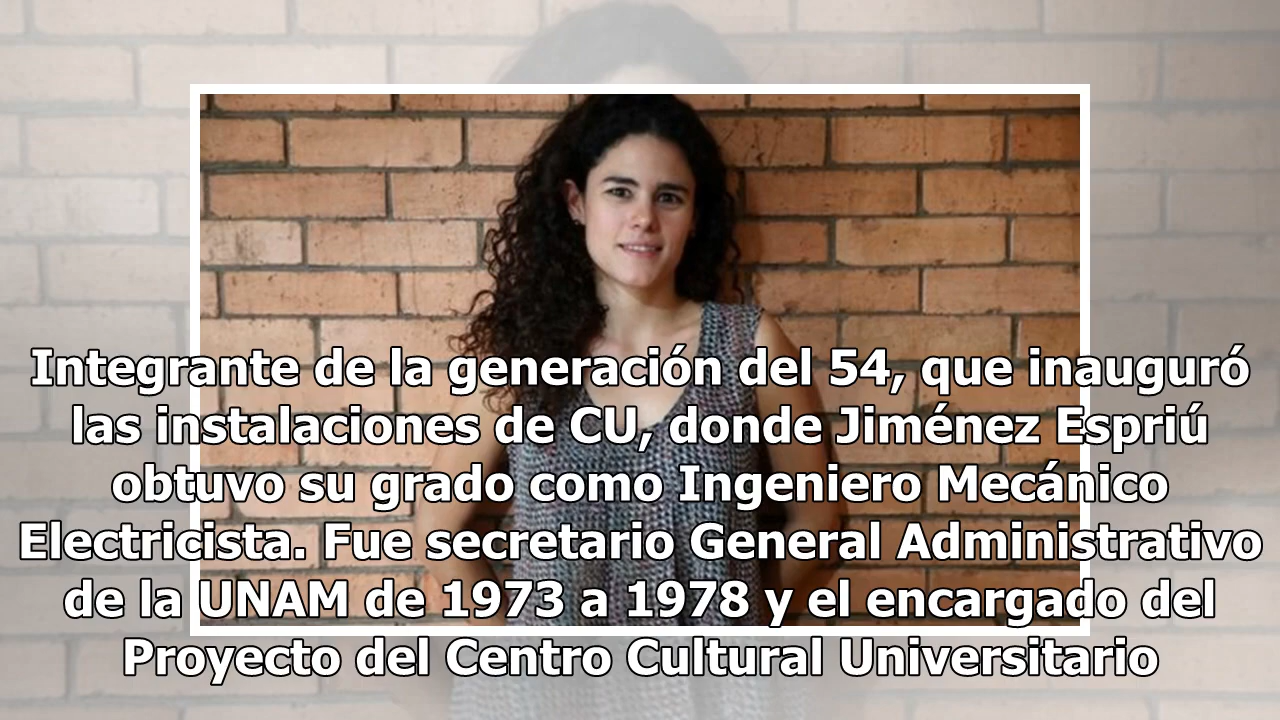 Integrante de la generación del 54, que inauguró
las instalaciones de CU, donde Jiménez Espriú
obtuvo su grado como Ingeniero Mecánico
Electricista. Fue secretario General Administrativo
de la UNAM de 1973 a 1978 y el encargado del
Proyecto del Centro Cultural Universitario